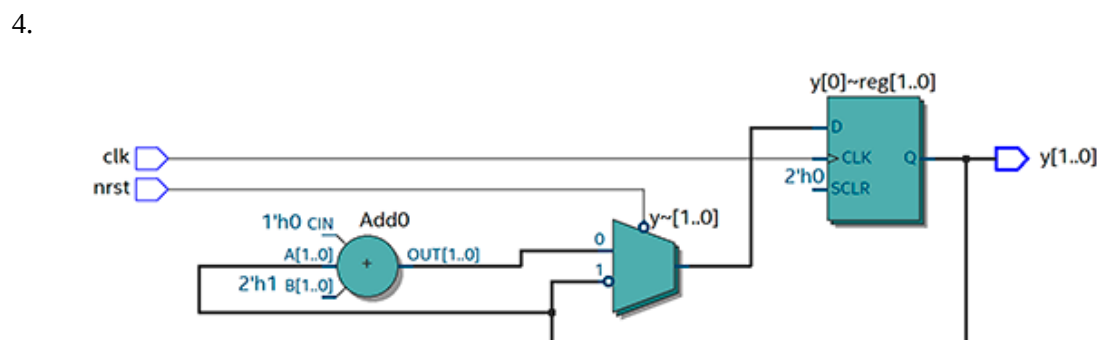 4.
y[0]~reg[1..0]
D
clk
CLK
Q
y[1..0]
nrst
2'h0
SCLR
1'h0 CIN
Add0
y~[1..0]
A[1..0]
+
OUT[1..0]
0
2'h1 B[1..0]
1